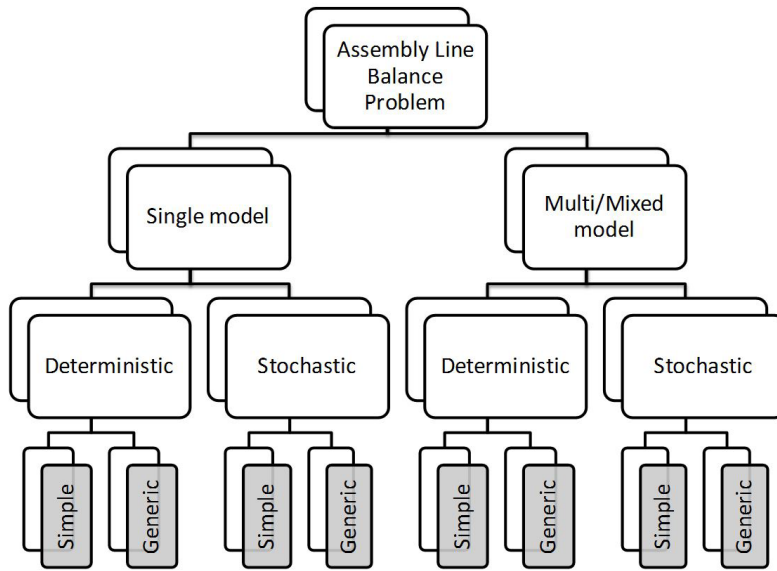 Assembly Line
Balance
Problem
Single model
Multi/Mixed
model
Deterministic
Stochastic
Deterministic
Stochastic
Simple
Generic
Simple
Generic
Simple
Generic
Simple
Generic